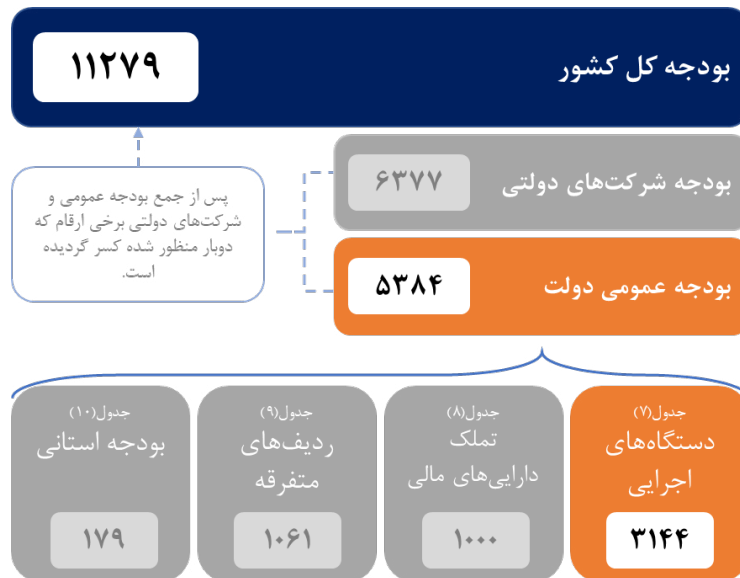 بودجه کل کشور
۱۱۲۷۹
بودجه شرکت‌های دولتی
۶۳۷۷
پس از جمع بودجه عمومی و
شرکت‌های دولتی برخی ارقام که
دوبار منظور شده کسر گردیده
است.
بودجه عمومی دولت
۵۳۸۴
جدول(۷)
دستگاه‌های
اجرایی
۳۱۴۴
جدول(۸)
تملک
دارایی‌های مالی
۱۰۰۰
جدول(۹)
ردیف‌های
متفرقه
۱۰۶۱
جدول(۱۰)
بودجه استانی
۱۷۹